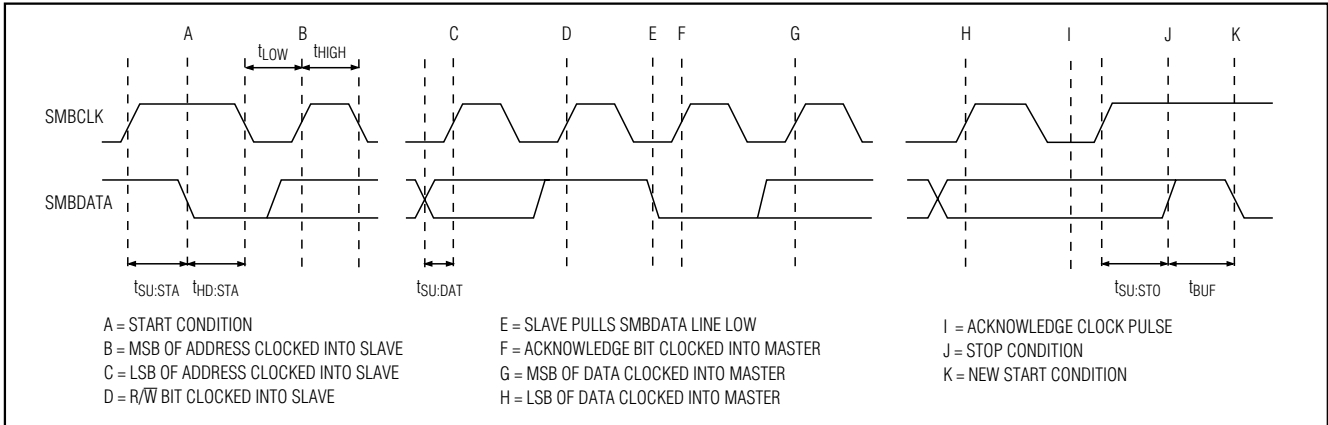 A B C D E F G H I J K
tLOW tHIGH
SMBCLK
SMBDATA
tSU:STA tHD:STA tSU:DAT tSU:STO tBUF
A = START CONDITION
B = MSB OF ADDRESS CLOCKED INTO SLAVE
C = LSB OF ADDRESS CLOCKED INTO SLAVE
D = R/W̅ BIT CLOCKED INTO SLAVE
E = SLAVE PULLS SMBDATA LINE LOW
F = ACKNOWLEDGE BIT CLOCKED INTO MASTER
G = MSB OF DATA CLOCKED INTO MASTER
H = LSB OF DATA CLOCKED INTO MASTER
I = ACKNOWLEDGE CLOCK PULSE
J = STOP CONDITION
K = NEW START CONDITION